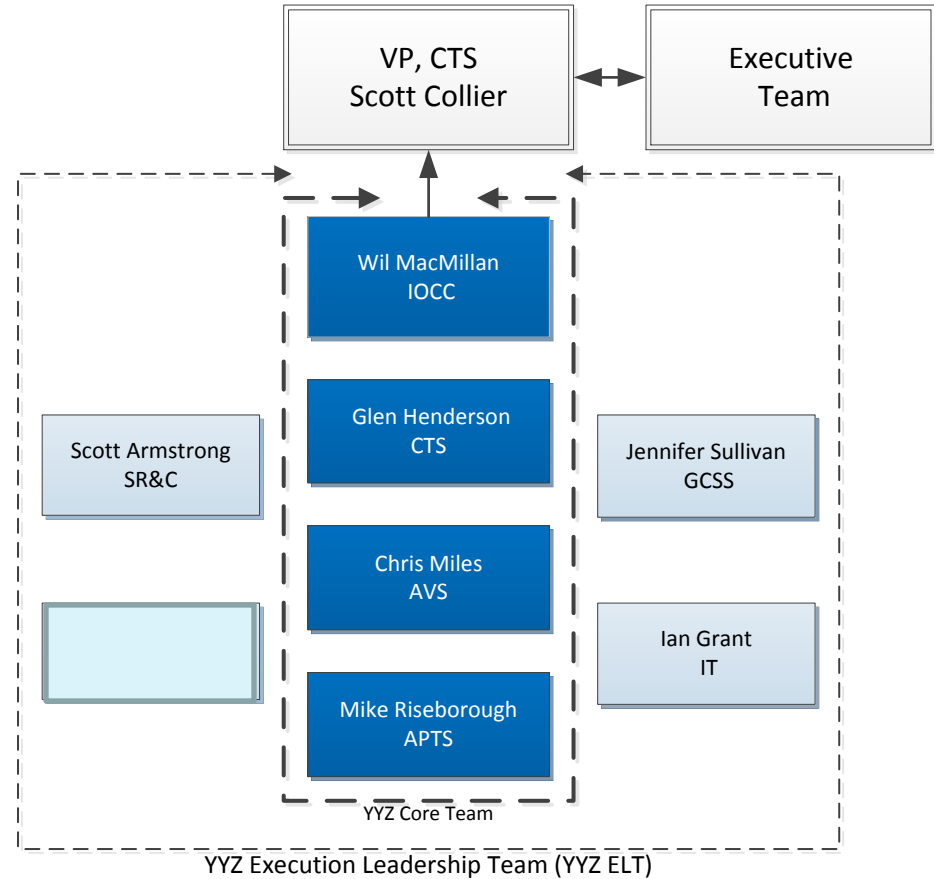 VP, CTS
Scott Collier
Executive
Team
Wil MacMillan
IOCC
Glen Henderson
CTS
Scott Armstrong
SR&C
Jennifer Sullivan
GCSS
Chris Miles
AVS
Ian Grant
IT
Mike Riseborough
APTS
YYZ Core Team
YYZ Execution Leadership Team (YYZ ELT)